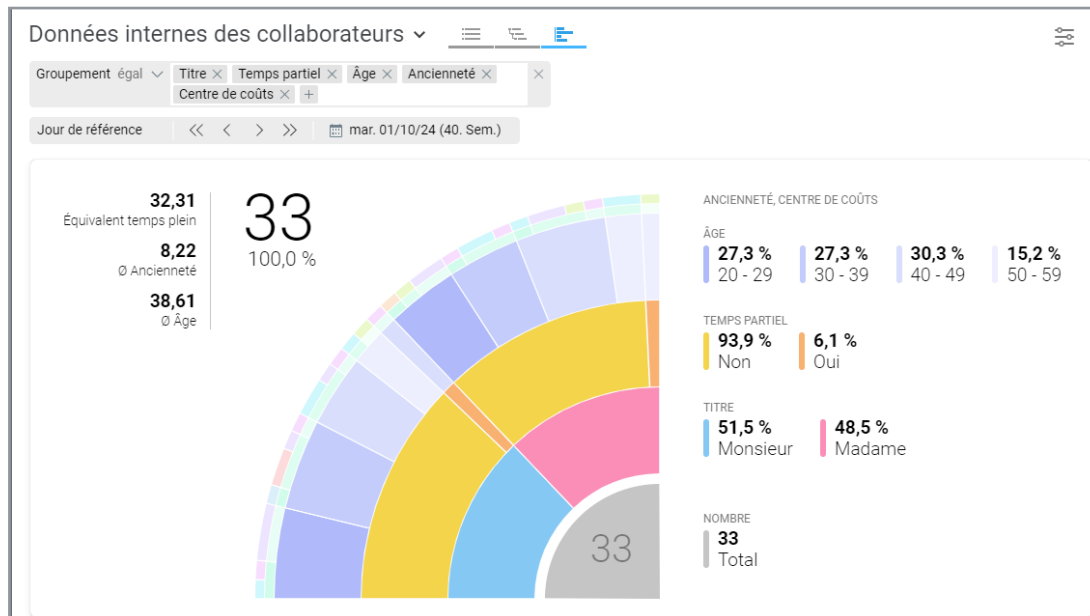 Données internes des collaborateurs
Groupement égal Titre Temps partiel Âge Ancienneté
Centre de coûts +
Jour de référence mar. 01/10/24 (40. Sem.)
32,31
Équivalent temps plein
8,22
Ø Ancienneté
38,61
Ø Âge
33
100,0 %
33
ANCIENNETÉ, CENTRE DE COÛTS
ÂGE
27,3 % 27,3 % 30,3 % 15,2 %
20 - 29 30 - 39 40 - 49 50 - 59
TEMPS PARTIEL
93,9 % 6,1 %
Non Oui
TITRE
51,5 % 48,5 %
Monsieur Madame
NOMBRE
33
Total